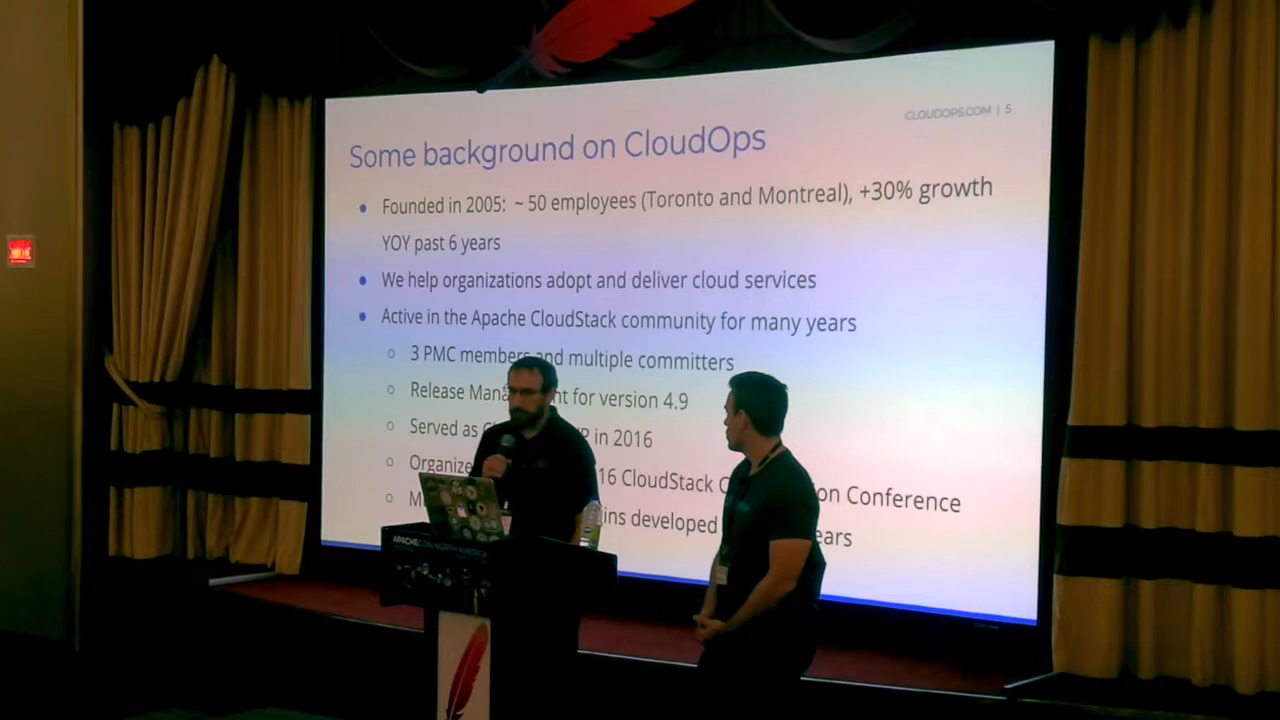 CLOUDOPS.COM | 5
Some background on CloudOps
Founded in 2005: ~ 50 employees (Toronto and Montreal), +30% growth
YOY past 6 years
We help organizations adopt and deliver cloud services
Active in the Apache CloudStack community for many years
3 PMC members and multiple committers
Release Mana nt for version 4.9
Served as in 2016
Organize 16 CloudStack C on Conference
ins developed ears
APACHECON NORTH AMERICA